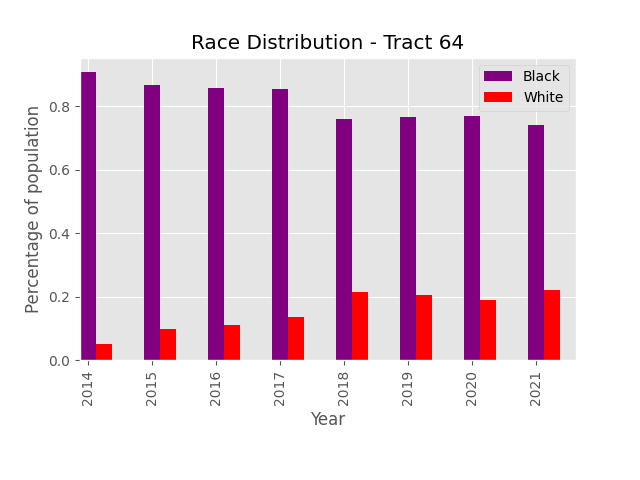 Race Distribution - Tract 64
Black
White
Percentage of population
0.8
0.6
0.4
0.2
0.0
2014
2015
2016
2017
2018
2019
2020
2021
Year